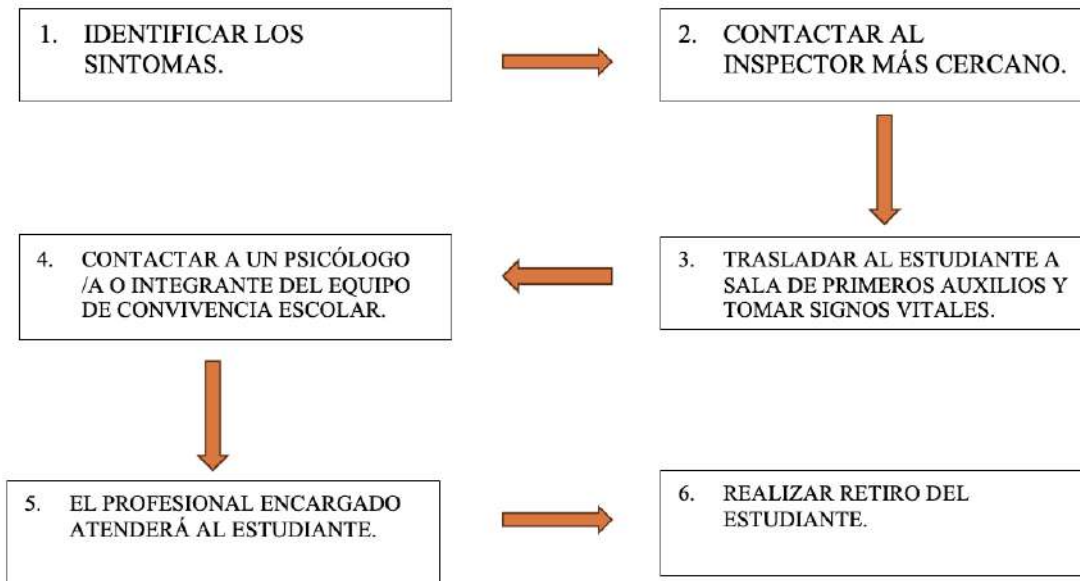 1. IDENTIFICAR LOS
SINTOMAS.
2. CONTACTAR AL
INSPECTOR MÁS CERCANO.
3. TRASLADAR AL ESTUDIANTE A
SALA DE PRIMEROS AUXILIOS Y
TOMAR SIGNOS VITALES.
4. CONTACTAR A UN PSICÓLOGO
/A O INTEGRANTE DEL EQUIPO
DE CONVIVENCIA ESCOLAR.
5. EL PROFESIONAL ENCARGADO
ATENDERÁ AL ESTUDIANTE.
6. REALIZAR RETIRO DEL
ESTUDIANTE.